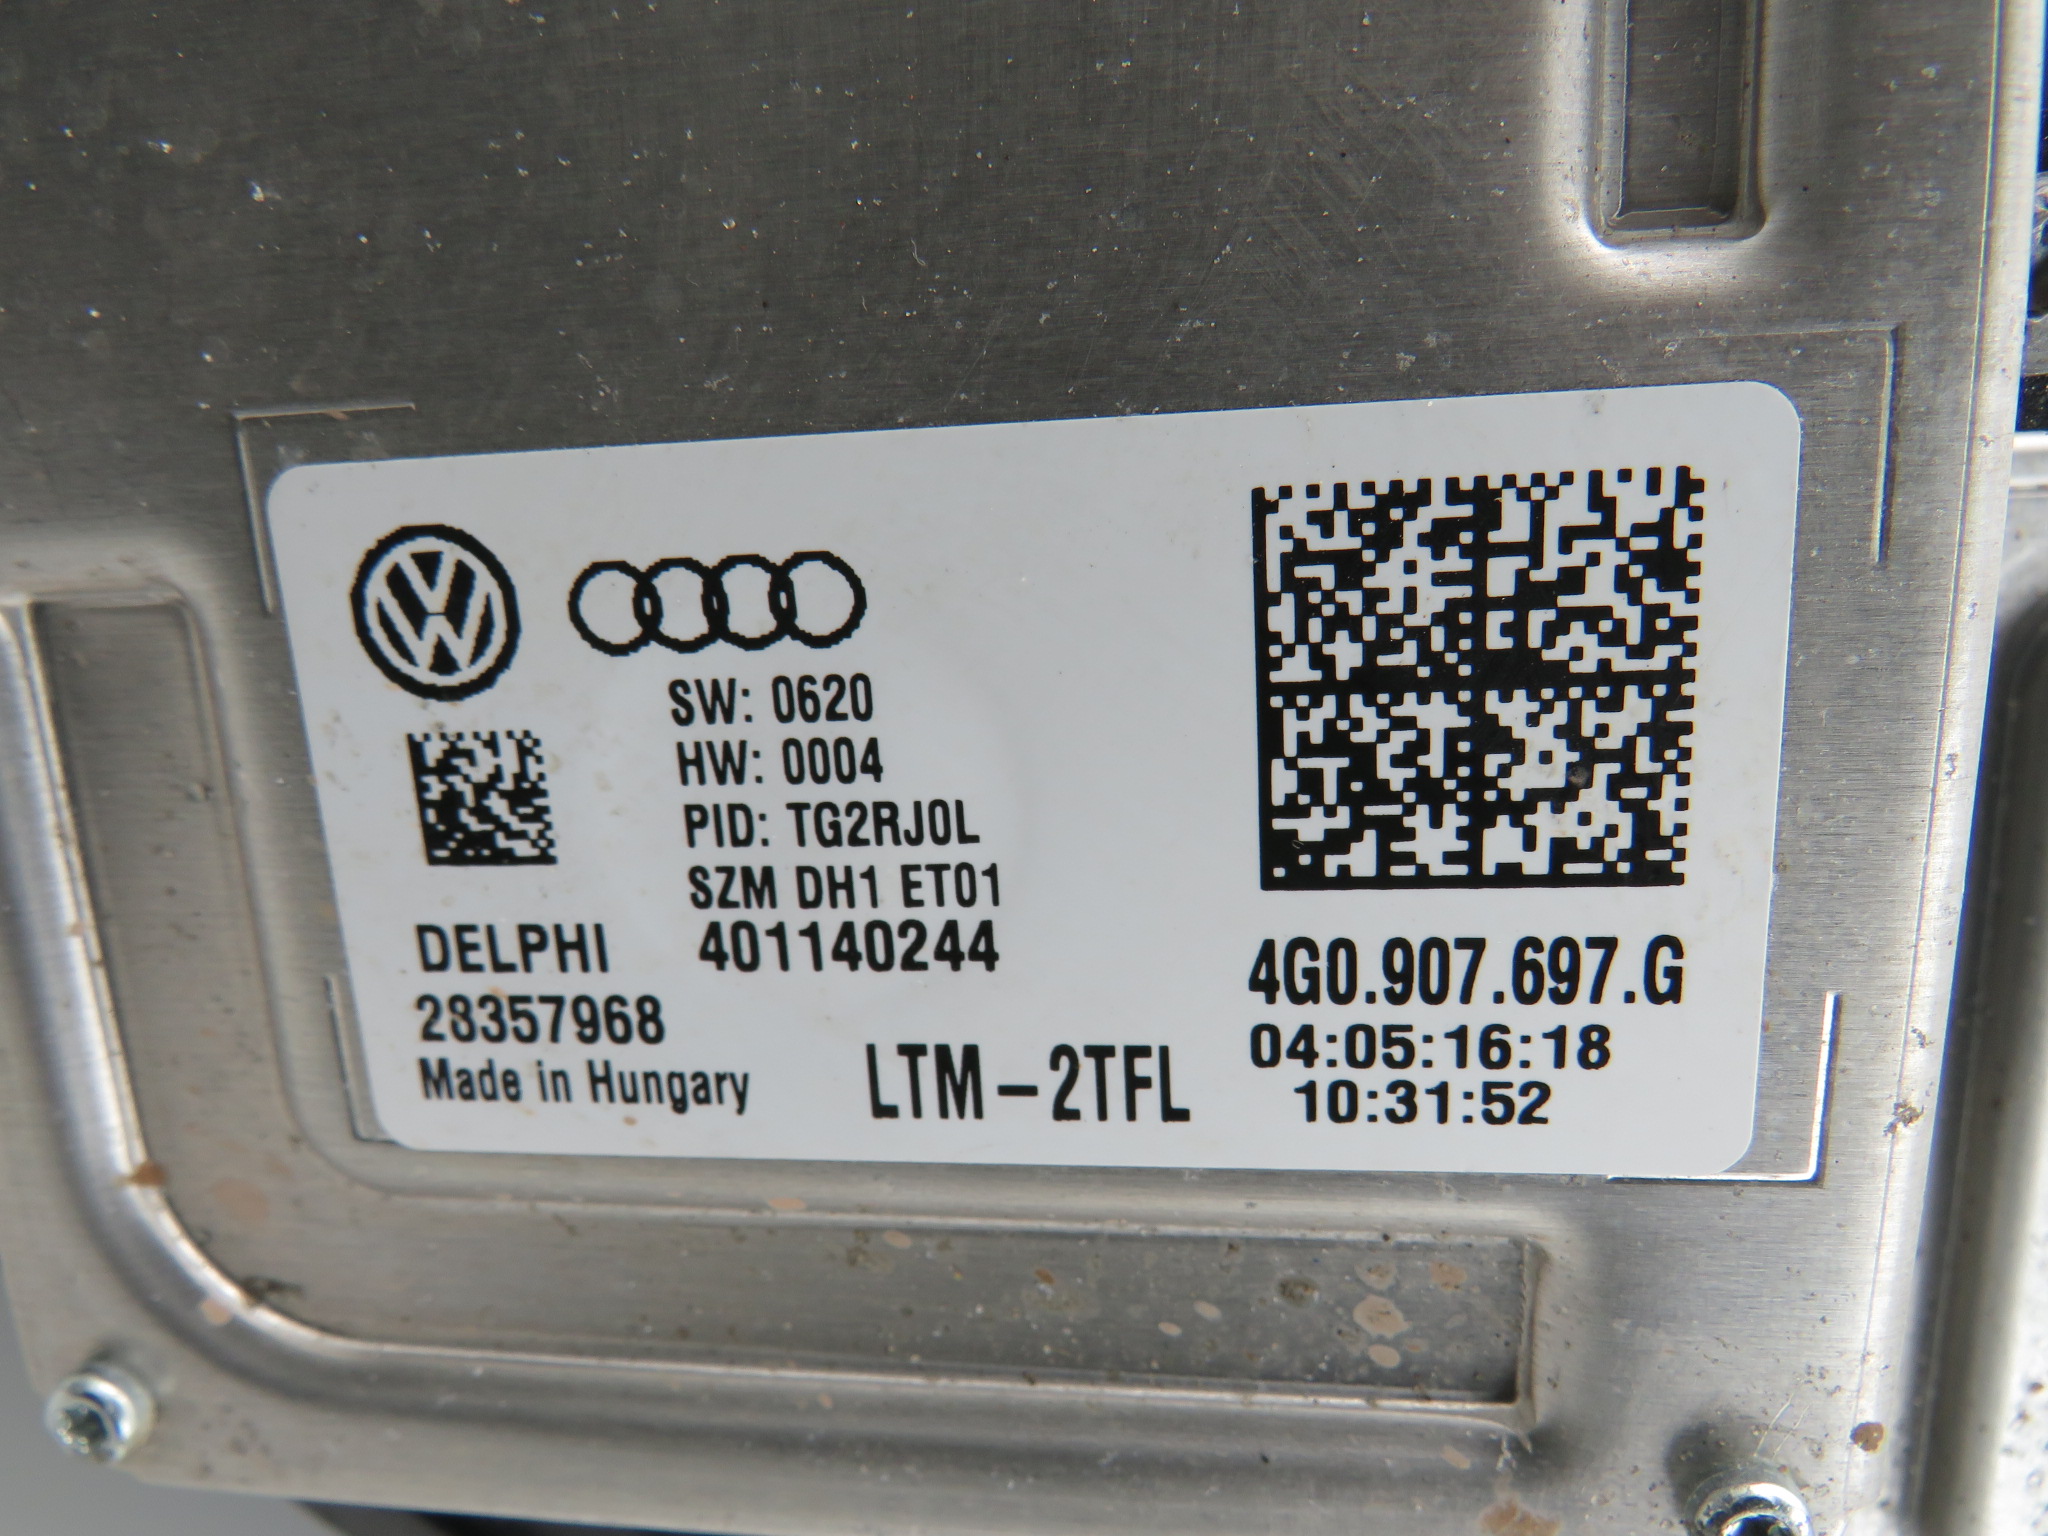 SW: 0620
HW: 0004
PID: TG2RJ0L
SZM DH1 ET01
DELPHI 401140244
28357968
Made in Hungary
LTM-2TFL
4G0.907.697.G
04:05:16:18
10:31:52